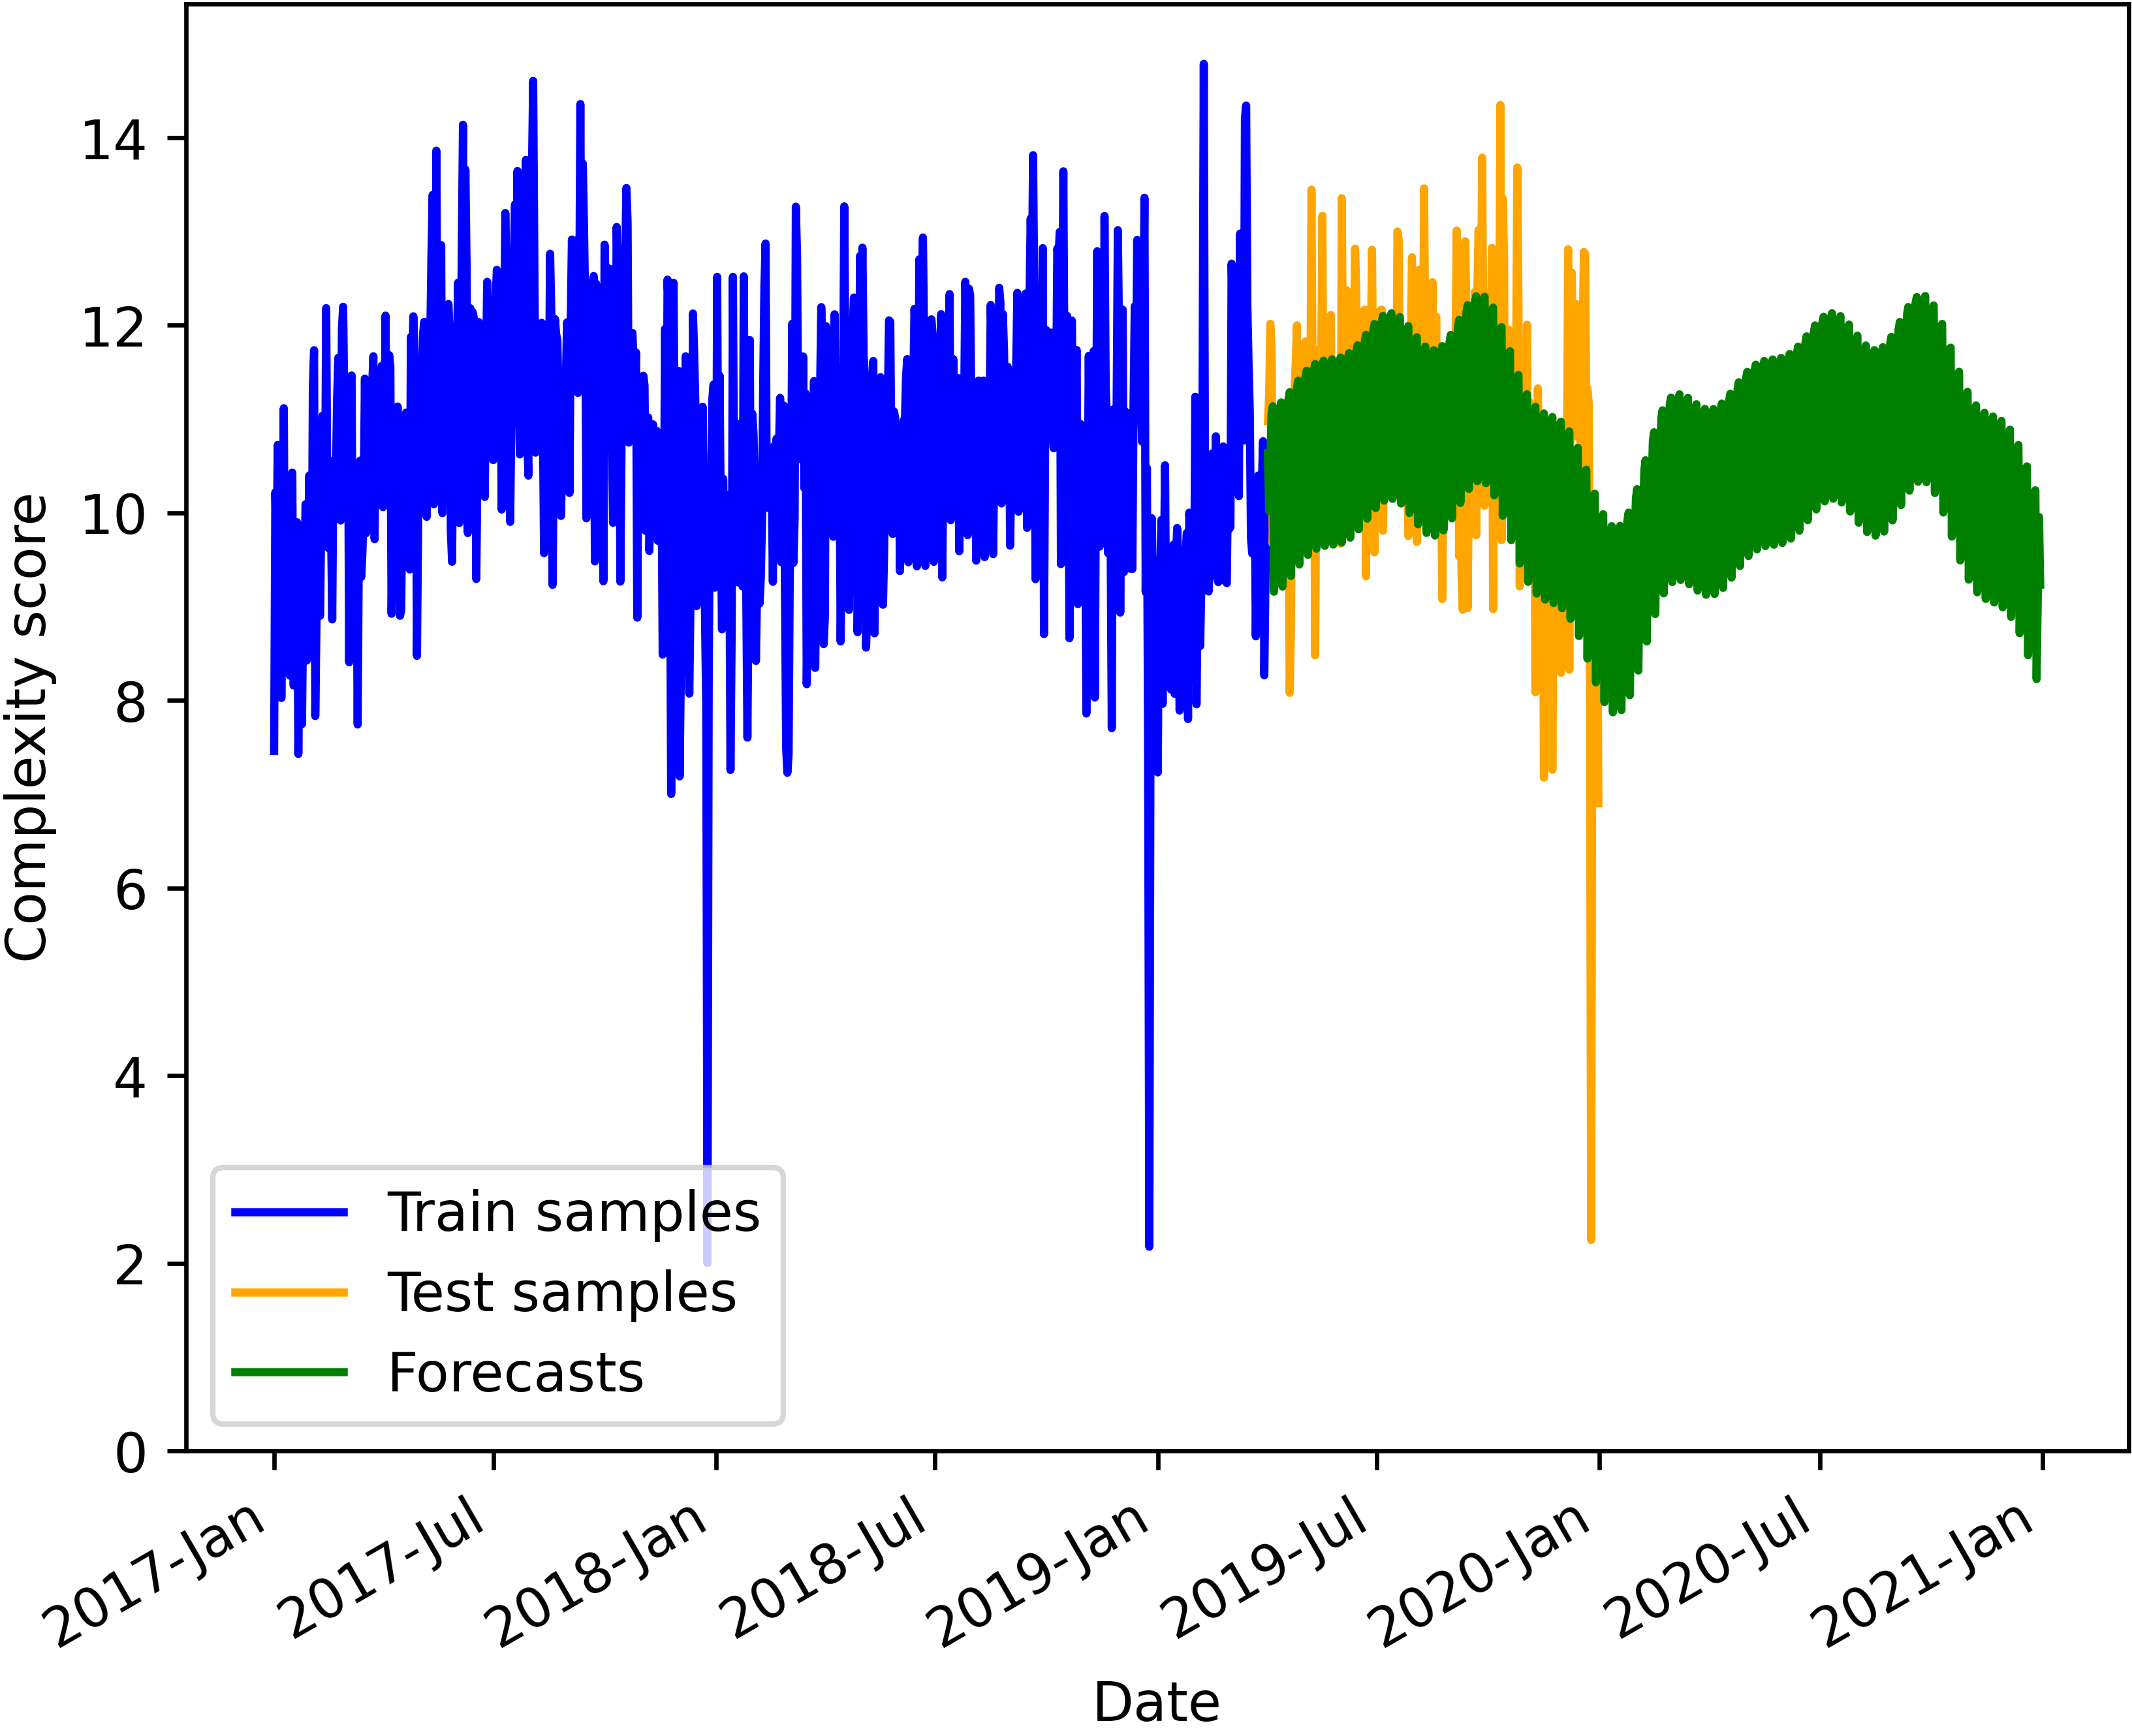 Complexity score
14
12
10
8
6
4
2
0
Train samples
Test samples
Forecasts
2017-Jan
2017-Jul
2018-Jan
2018-Jul
2019-Jan
2019-Jul
2020-Jan
2020-Jul
2021-Jan
Date